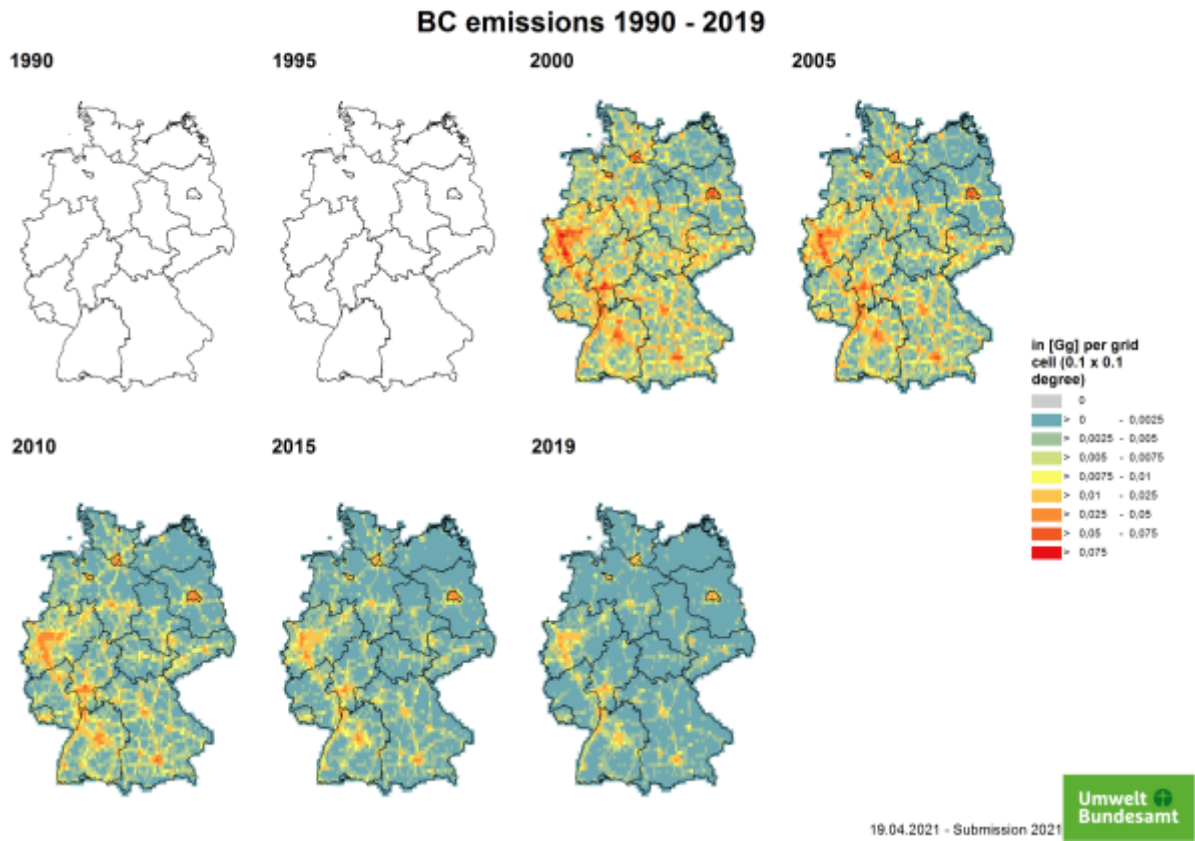 BC emissions 1990 - 2019
1990
1995
2000
2005
in [Gg] per grid
cell (0.1 x 0.1
degree)
0
> 0 - 0,0025
> 0,0025 - 0,005
> 0,005 - 0,0075
> 0,0075 - 0,01
> 0,01 - 0,025
> 0,025 - 0,05
> 0,05 - 0,075
> 0,075
2010
2015
2019
Umwelt
Bundesamt
19.04.2021 - Submission 2021